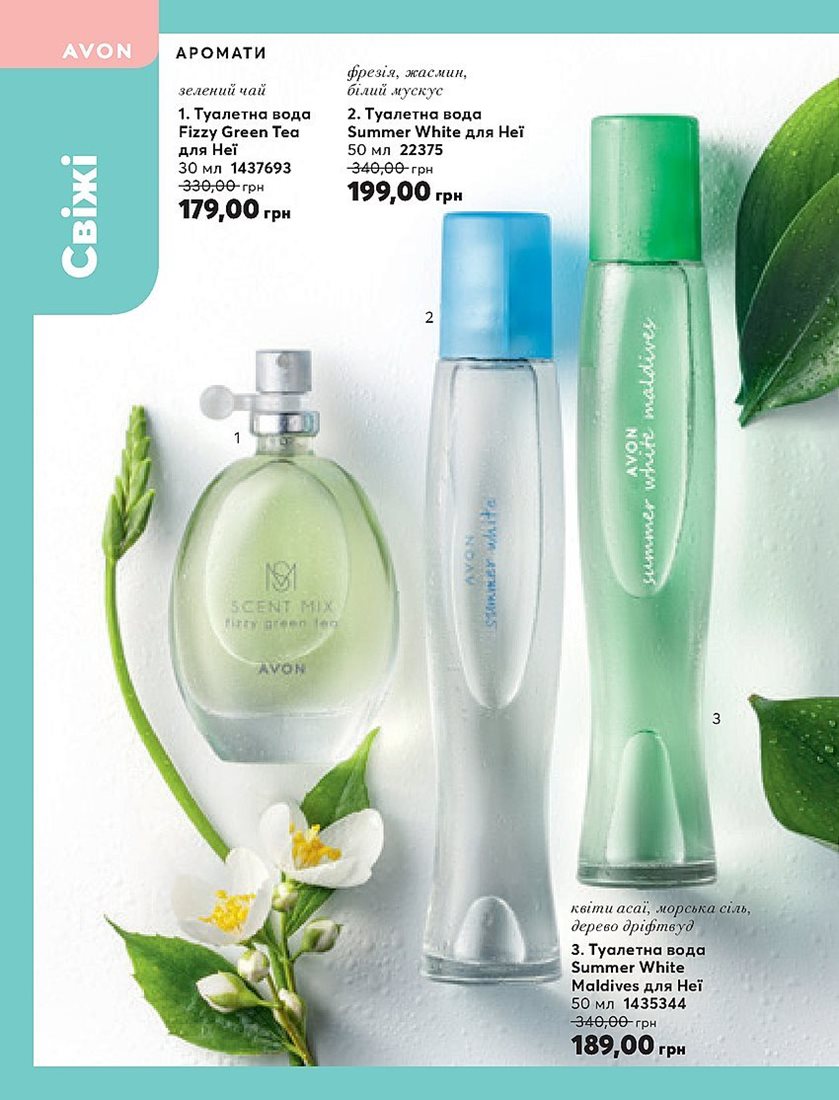 AVON
АРОМАТИ
Свіжі
зелений чай
1. Туалетна вода
Fizzy Green Tea
для Неї
30 мл 1437693
330,00 грн
179,00 грн
фрезія, жасмин,
білий мускус
2. Туалетна вода
Summer White для Неї
50 мл 22375
340,00 грн
199,00 грн
2
1
3
SCENT MIX
fizzy green tea
AVON
AVON
summer white
AVON
summer white maldives
квіти асаї, морська сіль,
дерево дріфтвуд
3. Туалетна вода
Summer White
Maldives для Неї
50 мл 1435344
340,00 грн
189,00 грн